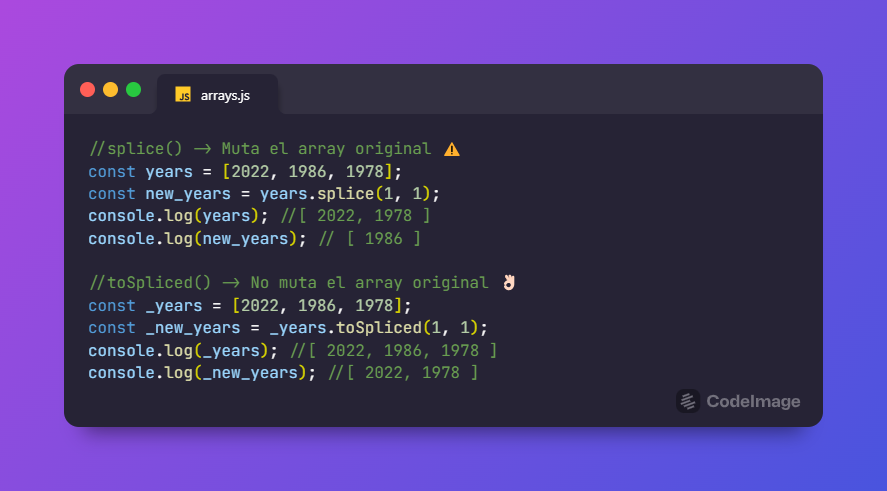 JS arrays.js
//splice() -> Muta el array original ⚠️
const years = [2022, 1986, 1978];
const new_years = years.splice(1, 1);
console.log(years); //[ 2022, 1978 ]
console.log(new_years); // [ 1986 ]
//toSpliced() -> No muta el array original 👌🏻
const _years = [2022, 1986, 1978];
const _new_years = _years.toSpliced(1, 1);
console.log(_years); //[ 2022, 1986, 1978 ]
console.log(_new_years); //[ 2022, 1978 ]
CodeImage